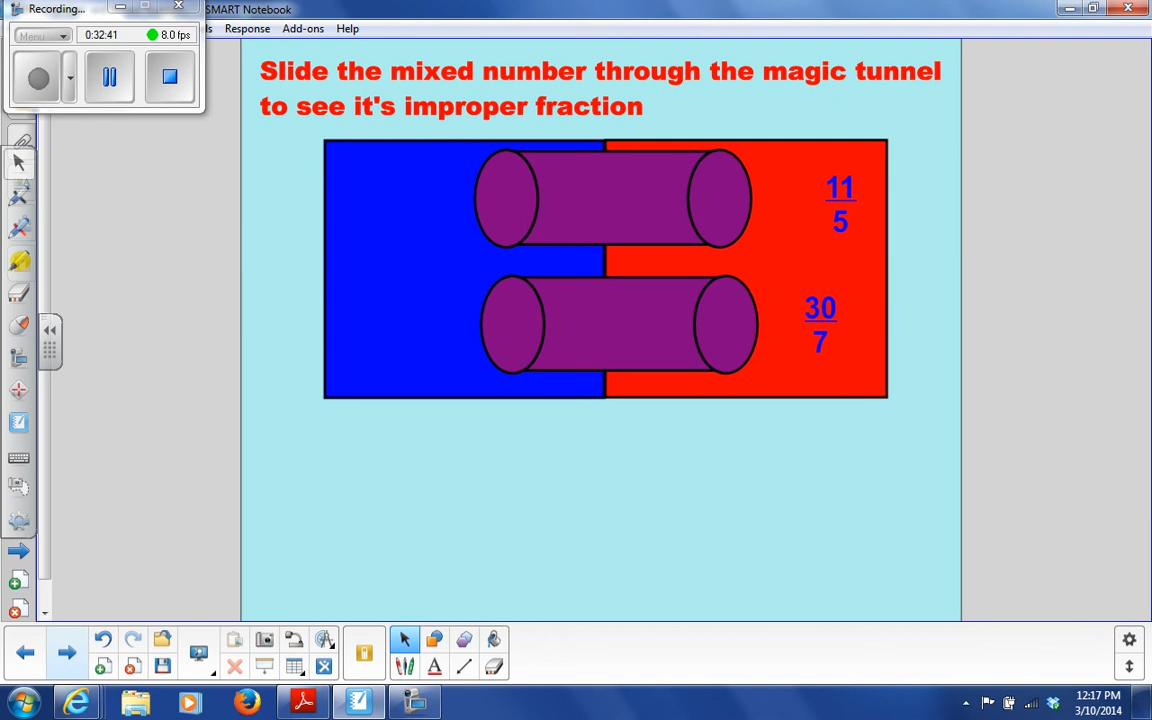 Recording...
SMART Notebook
Menu
0:32:41
8.0 fps
ls Response Add-ons Help
Slide the mixed number through the magic tunnel
to see it's improper fraction
11
5
30
7
12:17 PM
3/10/2014